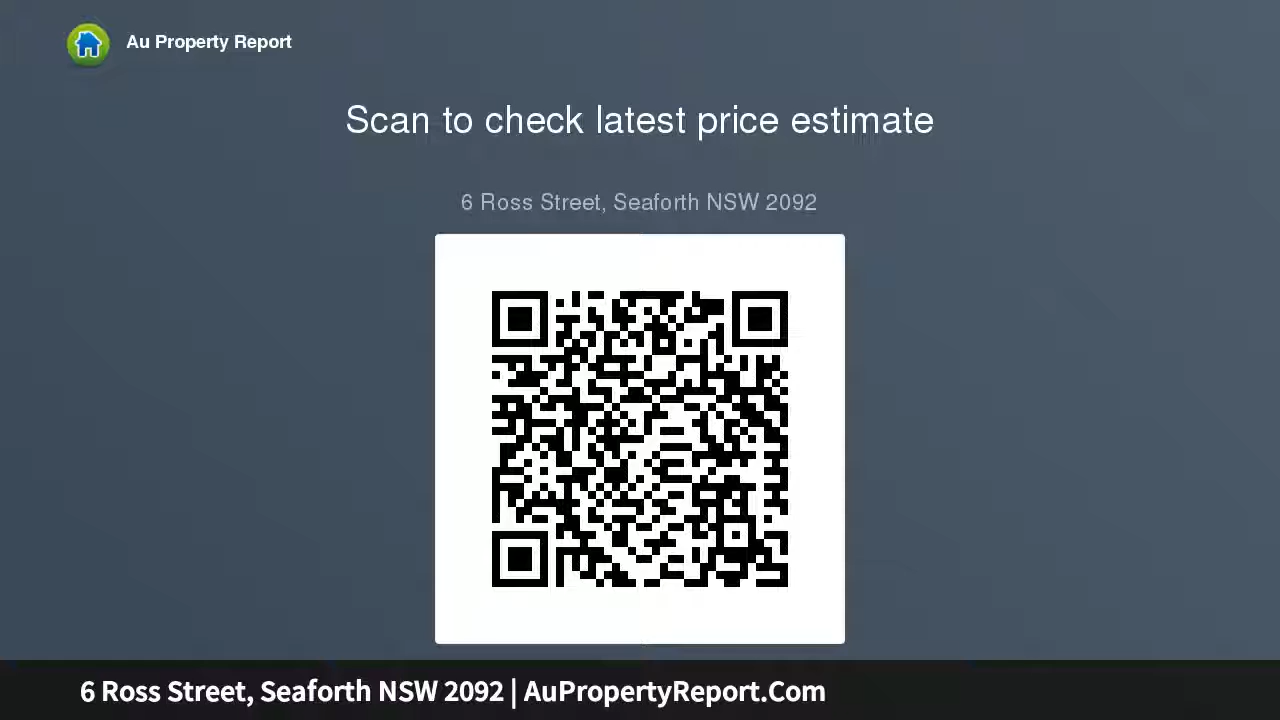 Au Property Report
Scan to check latest price estimate
6 Ross Street, Seaforth NSW 2092
6 Ross Street, Seaforth NSW 2092 | AuPropertyReport.Com